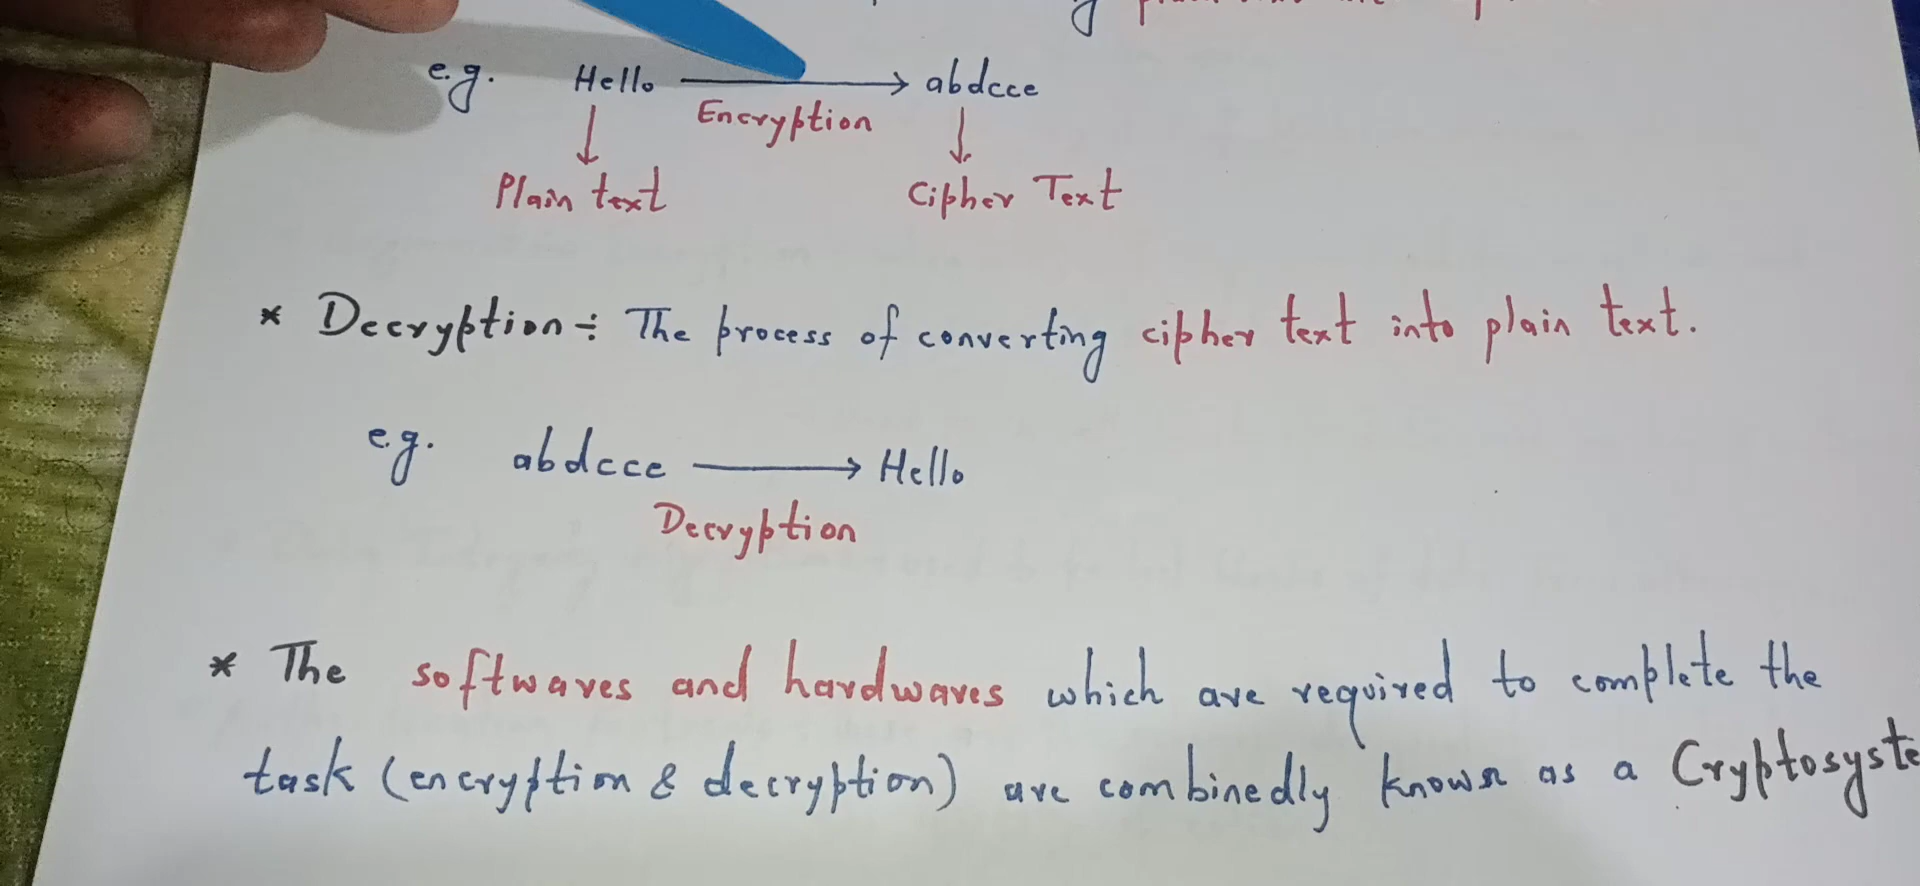 e.g. Hello → abdcce
Encryption
↓ ↓
Plain text Cipher Text
* Decryption ÷ The process of converting cipher text into plain text.
e.g. abdcce → Hello
Decryption
* The softwares and hardwares which are required to complete the
task (encryption & decryption) are combinedly known as a Cryptosyste